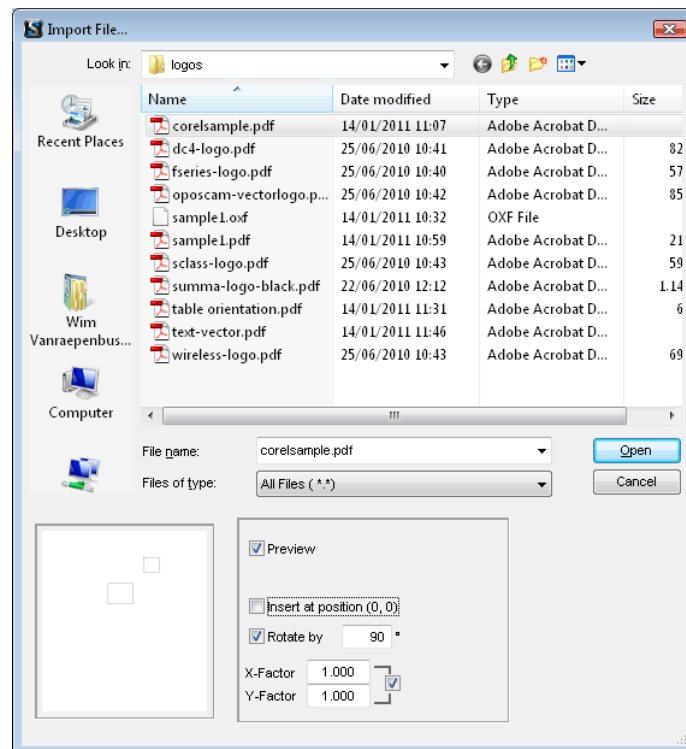 Import File...
Look in: logos
Name Date modified Type Size
corelsample.pdf 14/01/2011 11:07 Adobe Acrobat D...
dc4-logo.pdf 25/06/2010 10:41 Adobe Acrobat D... 82
fseries-logo.pdf 25/06/2010 10:40 Adobe Acrobat D... 57
oposcam-vectorlogo.p... 25/06/2010 10:42 Adobe Acrobat D... 85
sample1.oxf 14/01/2011 10:32 OXF File
sample1.pdf 14/01/2011 10:59 Adobe Acrobat D... 21
sclass-logo.pdf 25/06/2010 10:43 Adobe Acrobat D... 59
summa-logo-black.pdf 22/06/2010 12:12 Adobe Acrobat D... 1.14
table orientation.pdf 14/01/2011 11:31 Adobe Acrobat D... 6
text-vector.pdf 14/01/2011 11:46 Adobe Acrobat D...
wireless-logo.pdf 25/06/2010 10:43 Adobe Acrobat D... 69
Recent Places
Desktop
Wim
Vanraepenbus...
Computer
File name: corelsample.pdf Open
Files of type: All Files ( *.*) Cancel
Preview
Insert at position (0, 0)
Rotate by 90 °
X-Factor 1.000
Y-Factor 1.000